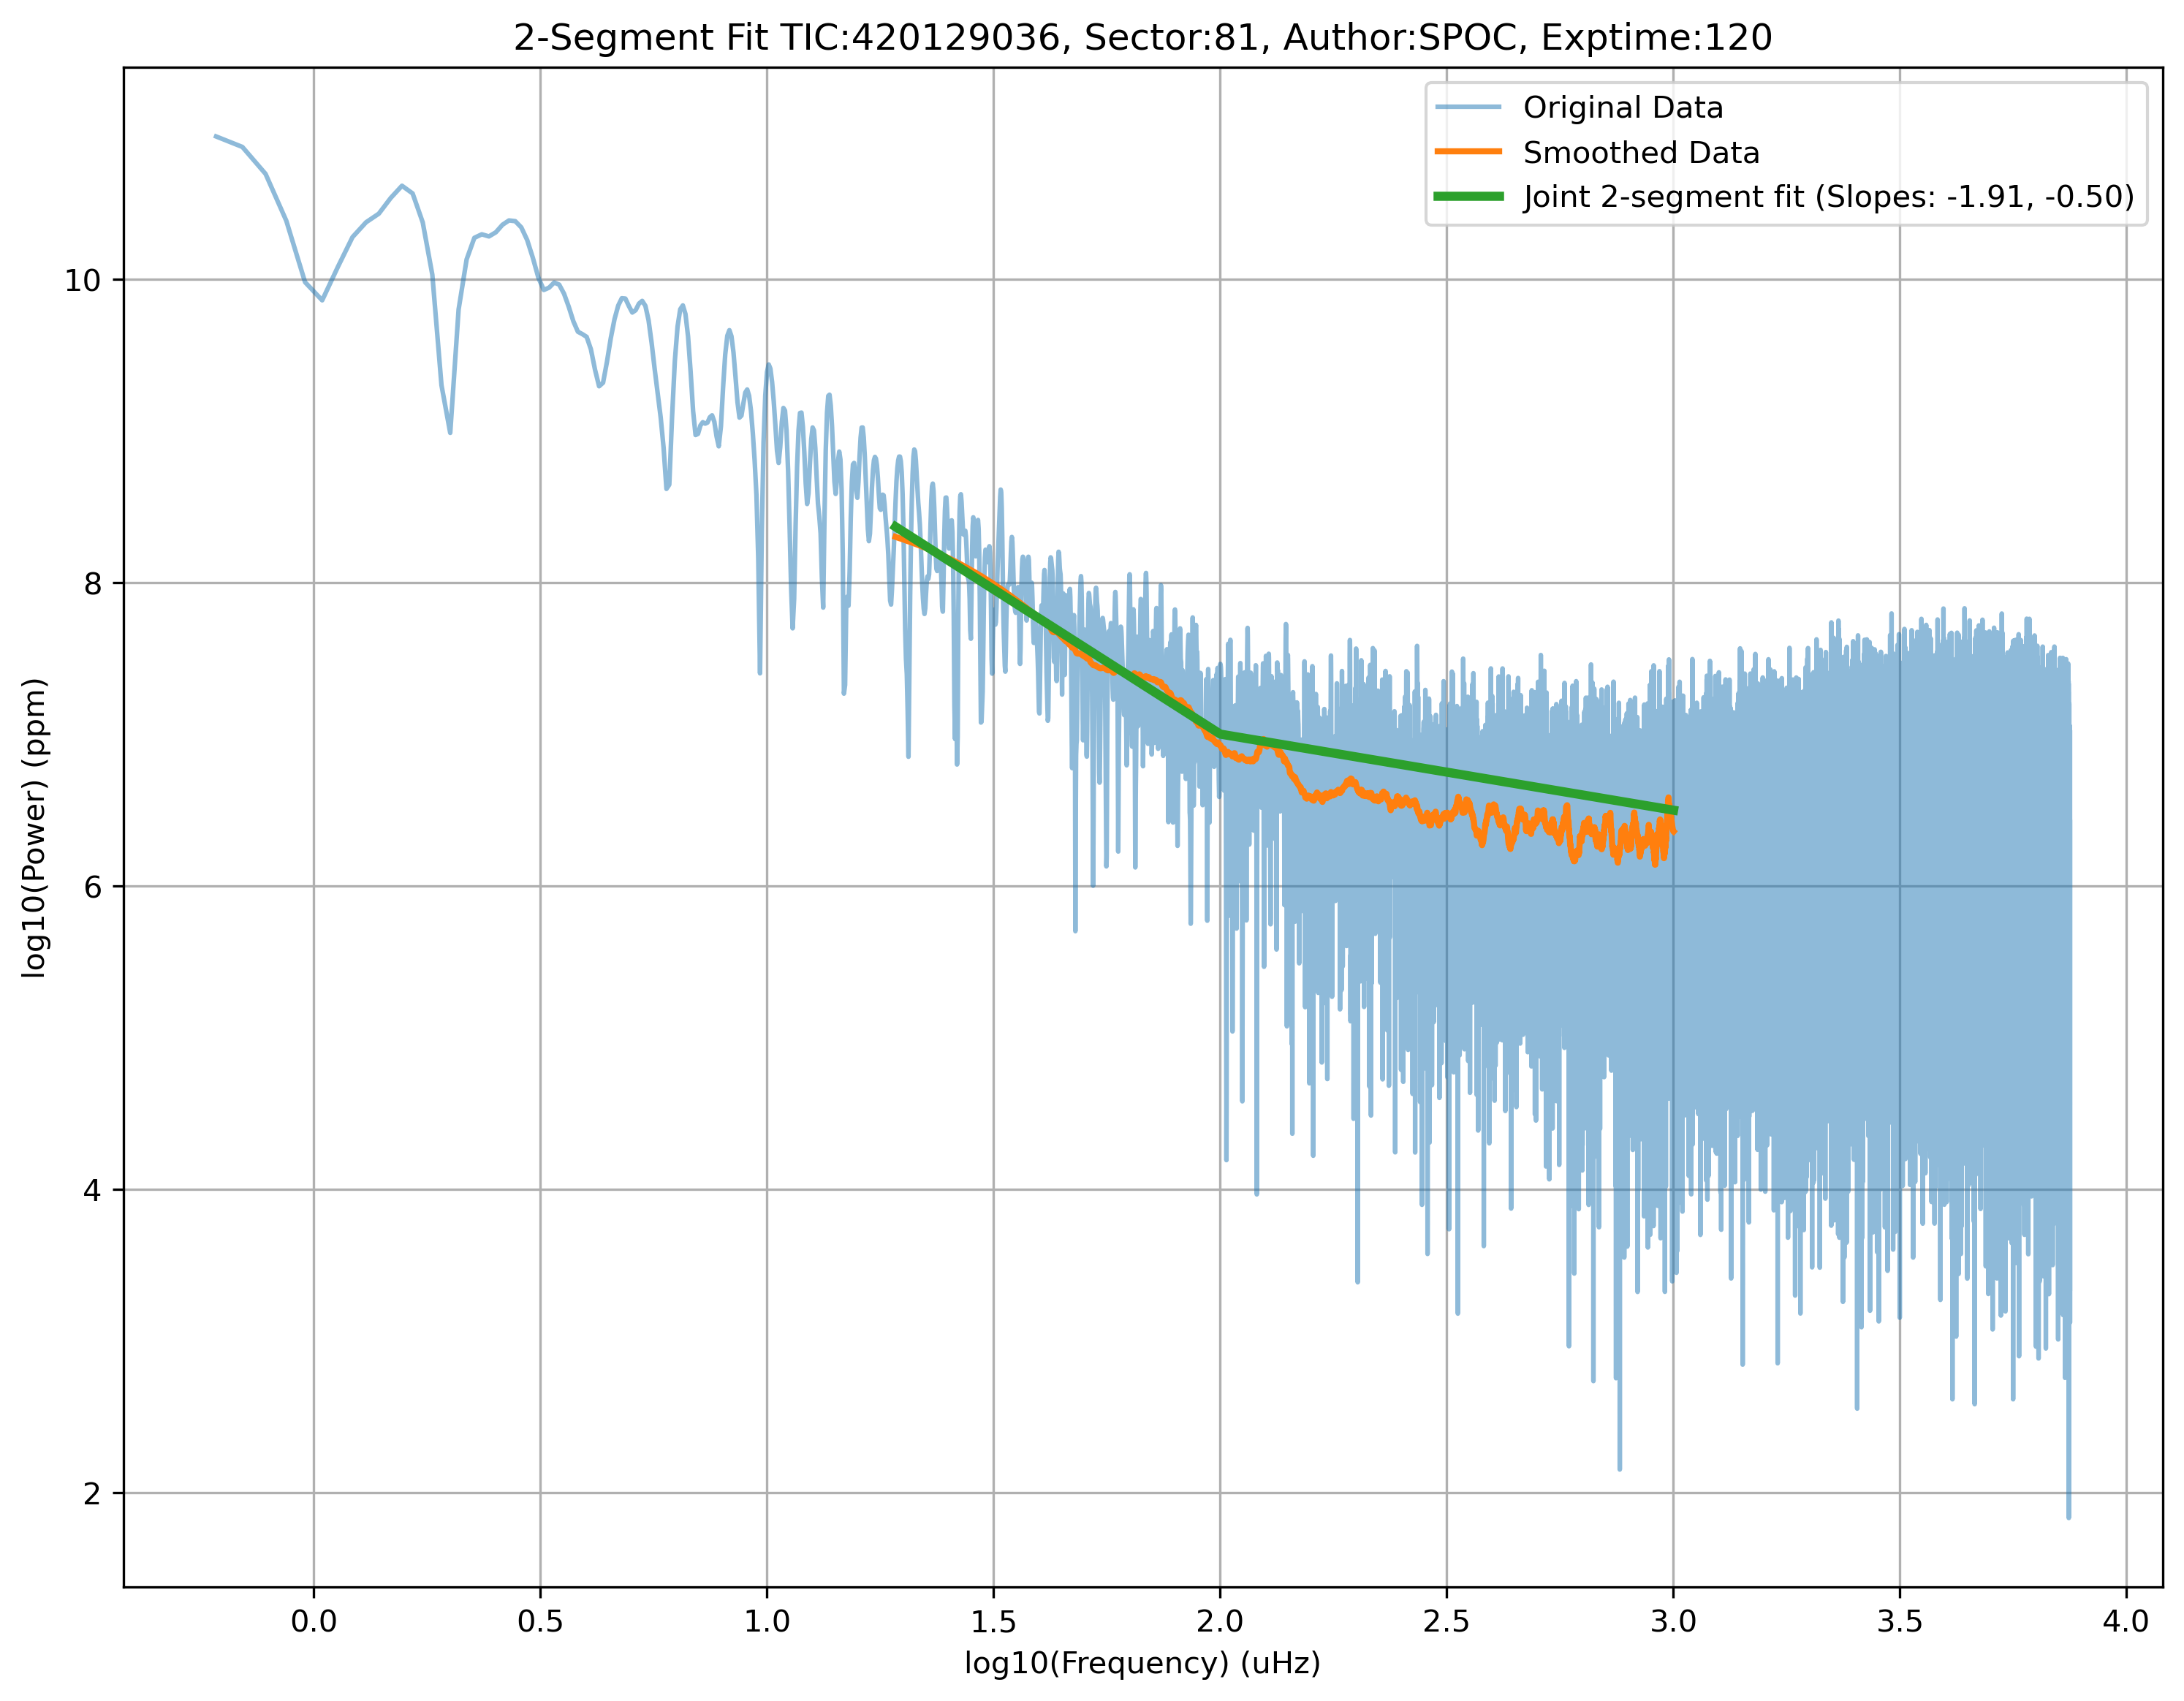 2-Segment Fit TIC:420129036, Sector:81, Author:SPOC, Exptime:120
Original Data
Smoothed Data
Joint 2-segment fit (Slopes: -1.91, -0.50)
log10(Power) (ppm)
10
8
6
4
2
0.0 0.5 1.0 1.5 2.0 2.5 3.0 3.5 4.0
log10(Frequency) (uHz)